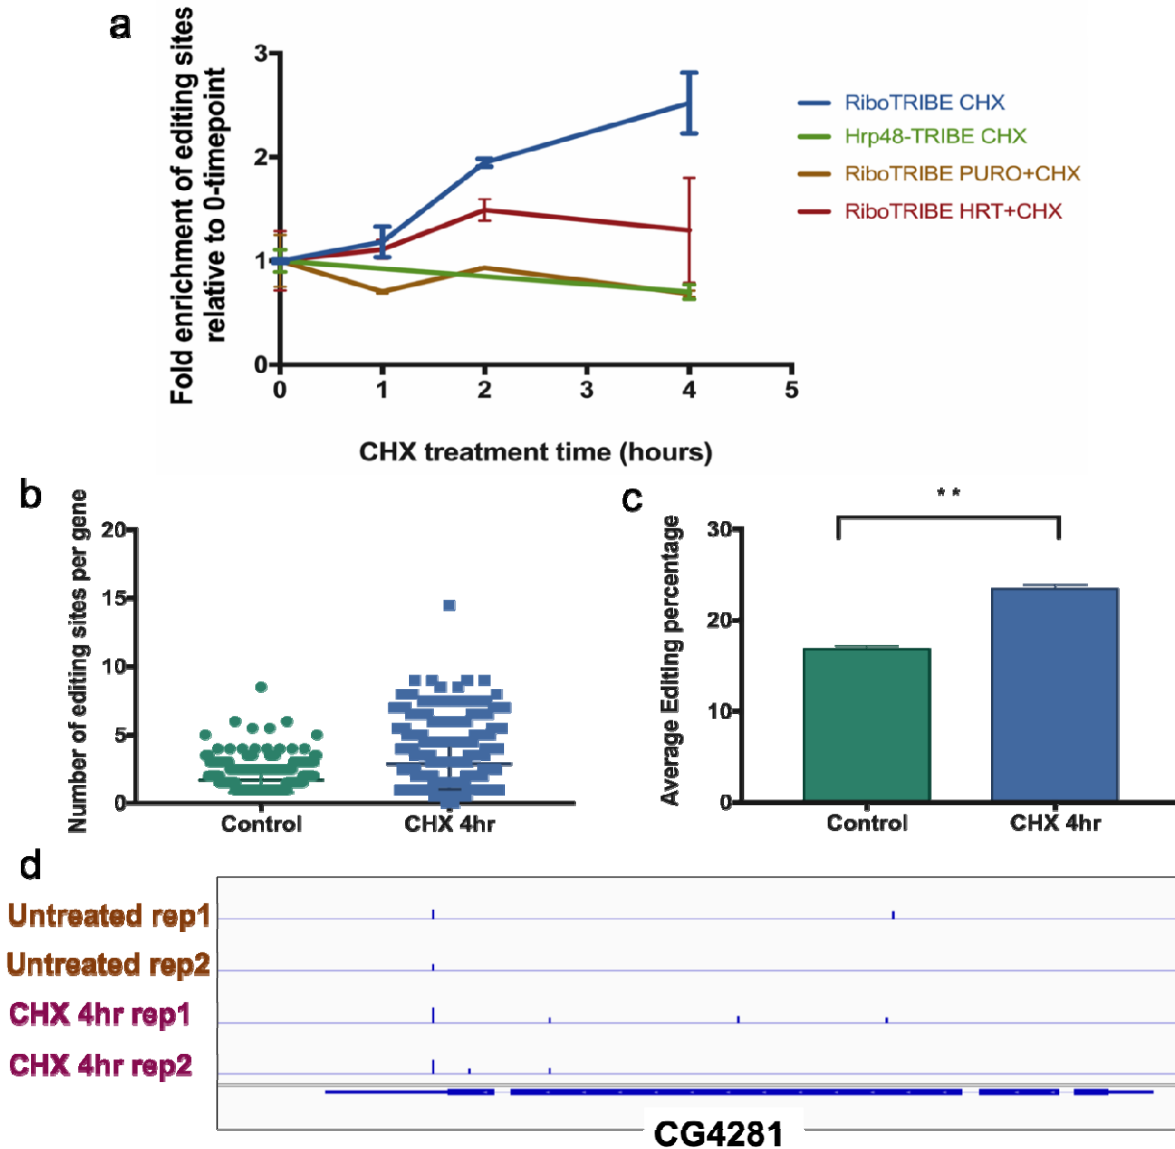 a
Fold enrichment of editing sites
relative to 0-timepoint
3
2
1
0
0 1 2 3 4 5
CHX treatment time (hours)
RiboTRIBE CHX
Hrp48-TRIBE CHX
RiboTRIBE PURO+CHX
RiboTRIBE HRT+CHX
b
Number of editing sites per gene
20
15
10
5
0
Control CHX 4hr
c
Average Editing percentage
30
20
10
0
**
Control CHX 4hr
d
Untreated rep1
Untreated rep2
CHX 4hr rep1
CHX 4hr rep2
CG4281